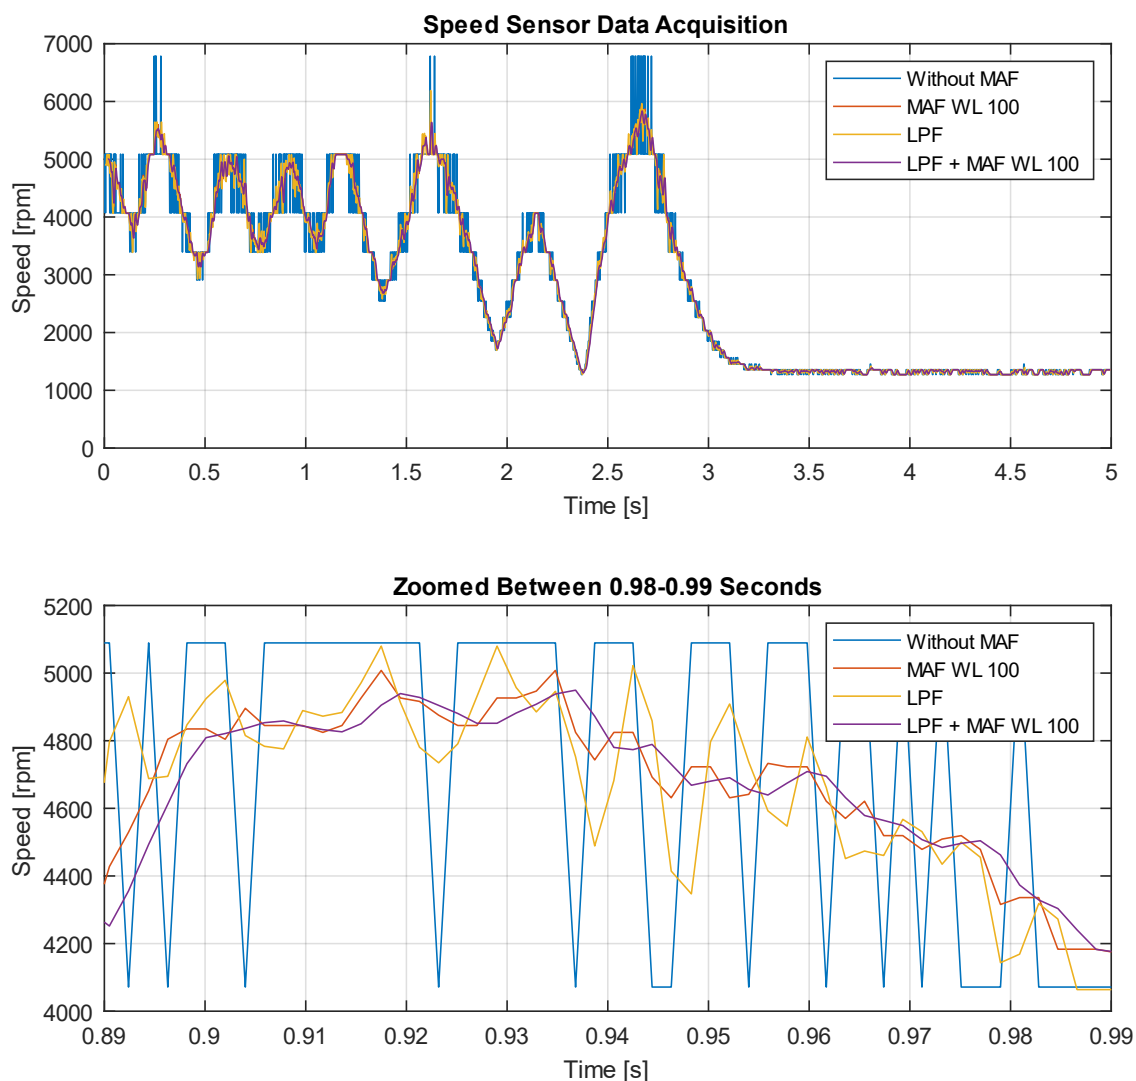 Speed Sensor Data Acquisition
7000
6000
5000
4000
3000
2000
1000
0
Speed [rpm]
Without MAF
MAF WL 100
LPF
LPF + MAF WL 100
0 0.5 1 1.5 2 2.5 3 3.5 4 4.5 5
Time [s]
Zoomed Between 0.98-0.99 Seconds
5200
5000
4800
4600
4400
4200
4000
Speed [rpm]
Without MAF
MAF WL 100
LPF
LPF + MAF WL 100
0.89 0.9 0.91 0.92 0.93 0.94 0.95 0.96 0.97 0.98 0.99
Time [s]